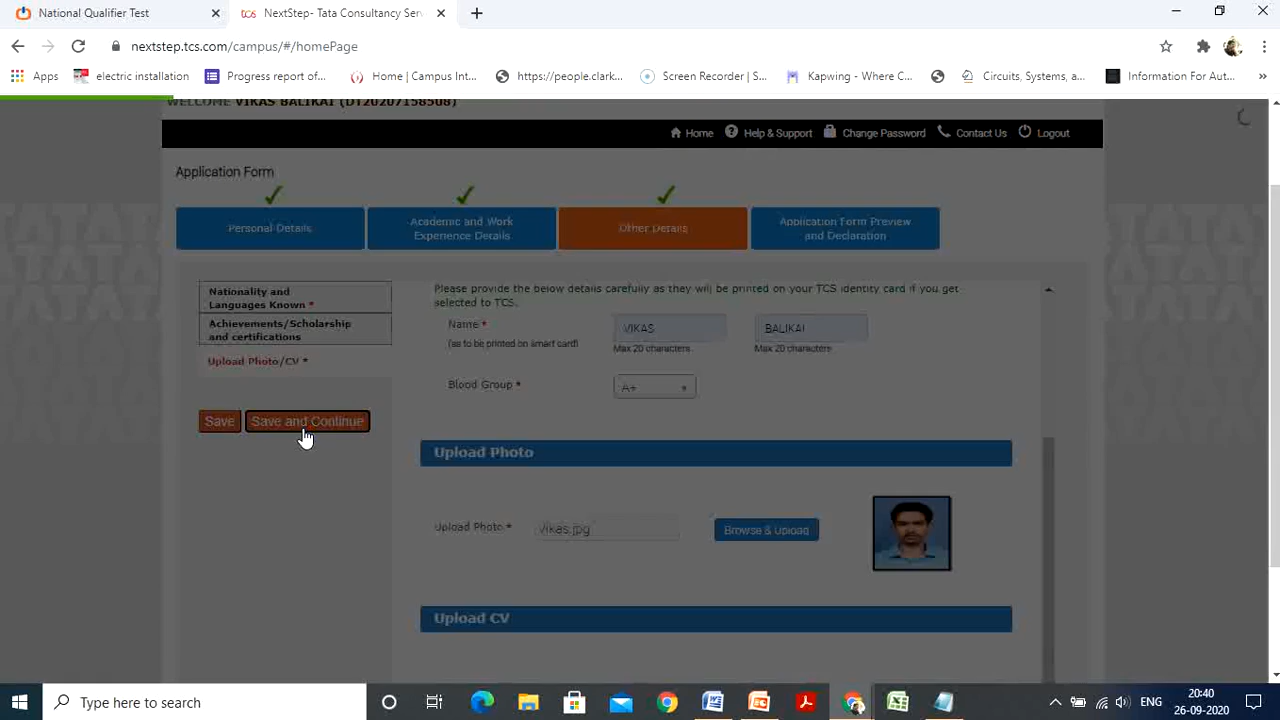 National Qualifier Test
tcs NextStep- Tata Consultancy Ser
nextstep.tcs.com/campus/#/homePage
Apps electric installation Progress report of... Home | Campus Int... https://people.clark... Screen Recorder | S... Kapwing - Where C... Circuits, Systems, a... Information For Aut... »
WELCOME VIKAS BALIKAI (DT20207158508)
Home Help & Support Change Password Contact Us Logout
Application Form
Personal Details
Academic and Work
Experience Details
Other Details
Application Form Preview
and Declaration
Nationality and
Languages Known *
Achievements/Scholarship
and certifications
Upload Photo/CV *
Save Save and Continue
Please provide the below details carefully as they will be printed on your TCS identity card if you get
selected to TCS.
Name *
(as to be printed on smart card)
VIKAS
Max 20 characters
BALIKAI
Max 20 characters
Blood Group * A+
Upload Photo
Upload Photo * Vikas.jpg Browse & Upload
Upload CV
Type here to search
ENG
20:40
26-09-2020